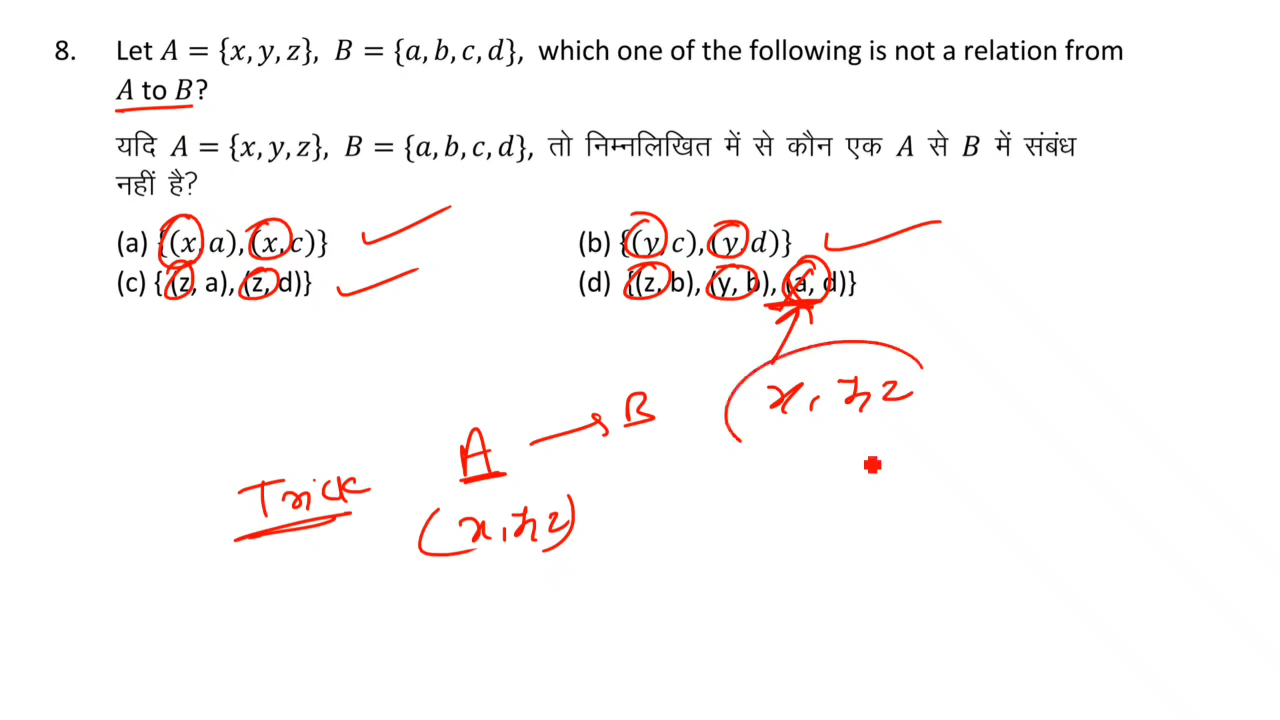 8. Let A = {x, y, z}, B = {a, b, c, d}, which one of the following is not a relation from
A to B?
यदि A = {x, y, z}, B = {a, b, c, d}, तो निम्नलिखित में से कौन एक A से B में संबंध
नहीं है?
(a) {(x, a), (x, c)} (b) {(y, c), (y, d)}
(c) {(z, a), (z, d)} (d) {(z, b), (y, b), (a, d)}
x, y, z
A → B
Trick
(x, y, z)